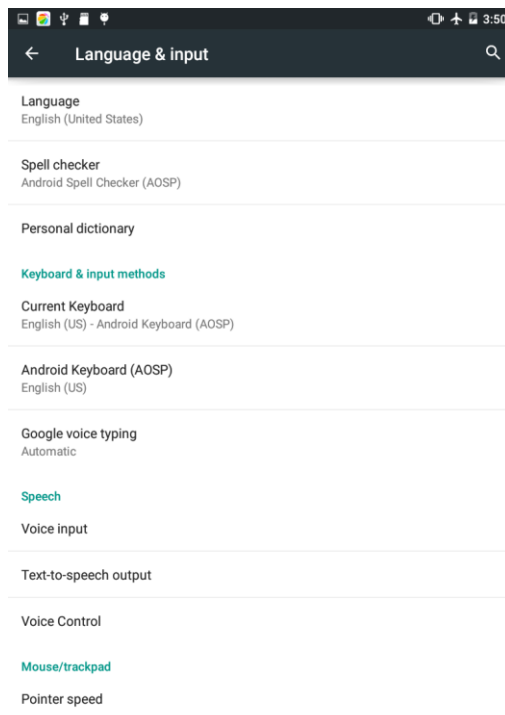 3:50
Language & input
Language
English (United States)
Spell checker
Android Spell Checker (AOSP)
Personal dictionary
Keyboard & input methods
Current Keyboard
English (US) - Android Keyboard (AOSP)
Android Keyboard (AOSP)
English (US)
Google voice typing
Automatic
Speech
Voice input
Text-to-speech output
Voice Control
Mouse/trackpad
Pointer speed